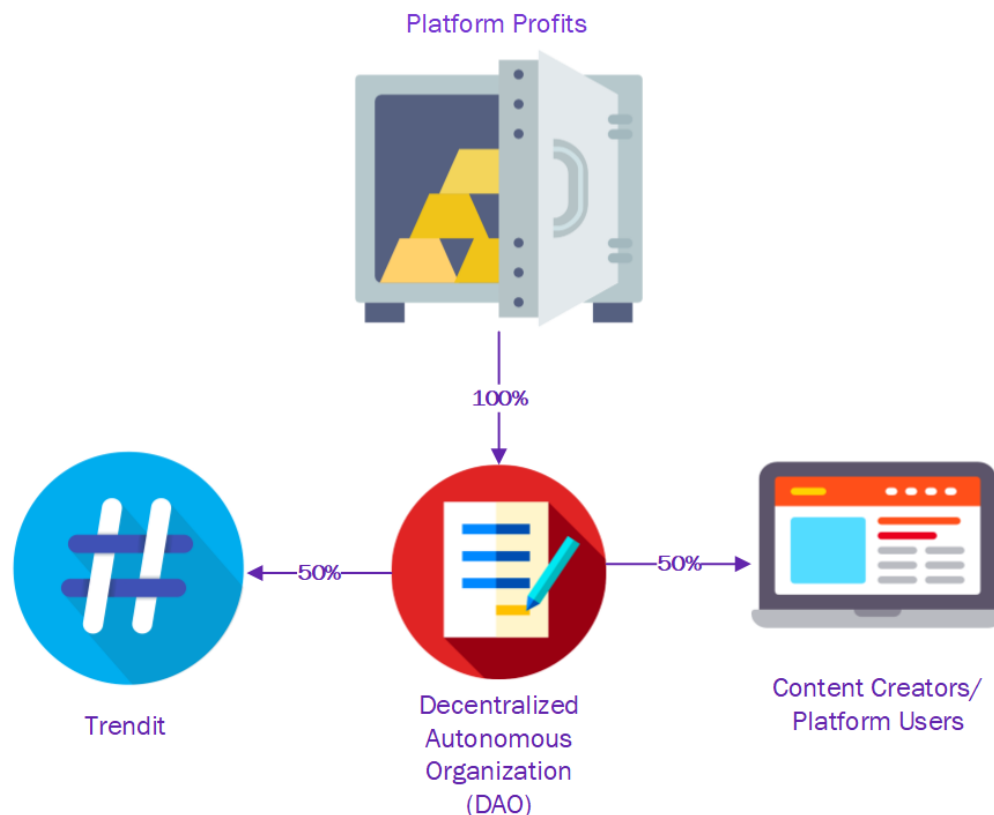 Platform Profits
100%
50%
50%
Trendit
Decentralized
Autonomous
Organization
(DAO)
Content Creators/
Platform Users